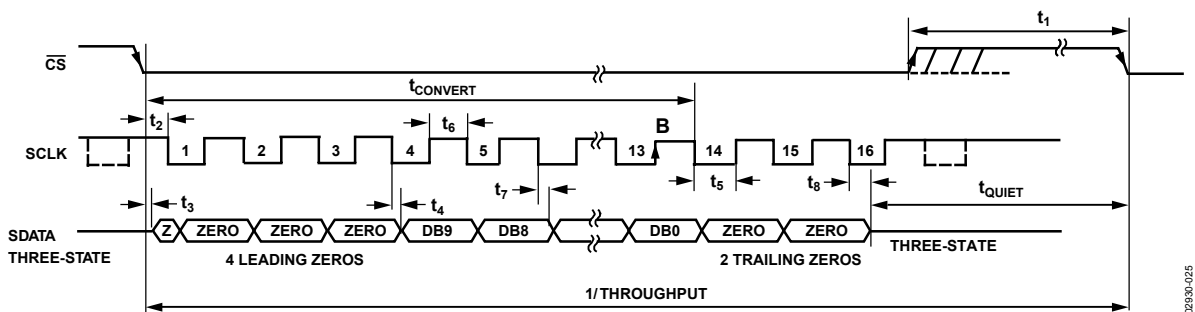 t1
CS
tCONVERT
t2
t6
B
SCLK
1
2
3
4
5
13
14
15
16
t3
t4
t7
t5
t8
tQUIET
SDATA
THREE-STATE
Z
ZERO
ZERO
ZERO
DB9
DB8
DB0
ZERO
ZERO
THREE-STATE
4 LEADING ZEROS
2 TRAILING ZEROS
1/THROUGHPUT
02930-025